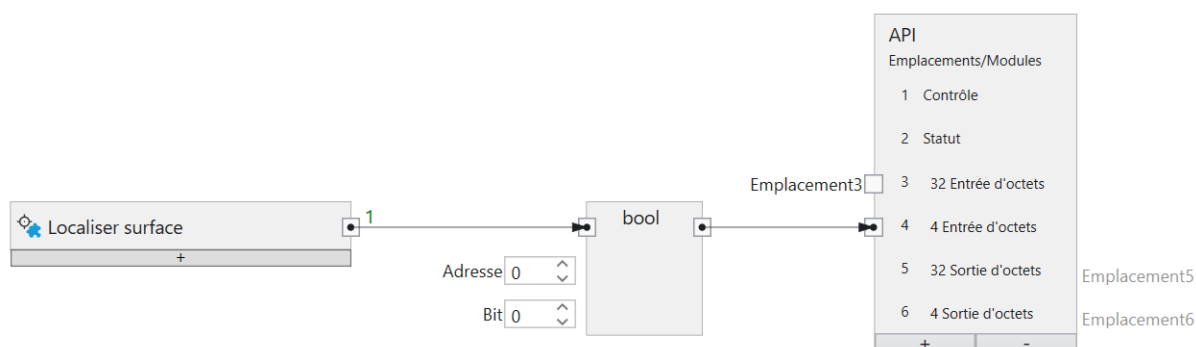 API
Emplacements/Modules
1 Contrôle
2 Statut
Emplacement3 3 32 Entrée d'octets
Localiser surface 1 bool 4 4 Entrée d'octets
+
Adresse 0 5 32 Sortie d'octets Emplacement5
Bit 0 6 4 Sortie d'octets Emplacement6
+ -